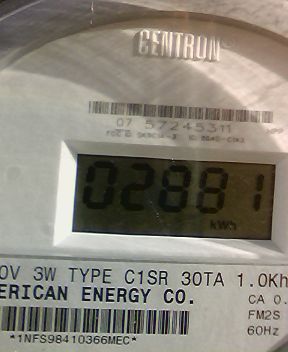 CENTRON®
07 57245311
02881
kWh
0V 3W TYPE C1SR 30TA 1.0Kh
ERICAN ENERGY CO.
CA 0.
FM2S
*1NFS98410366MEC*
60Hz